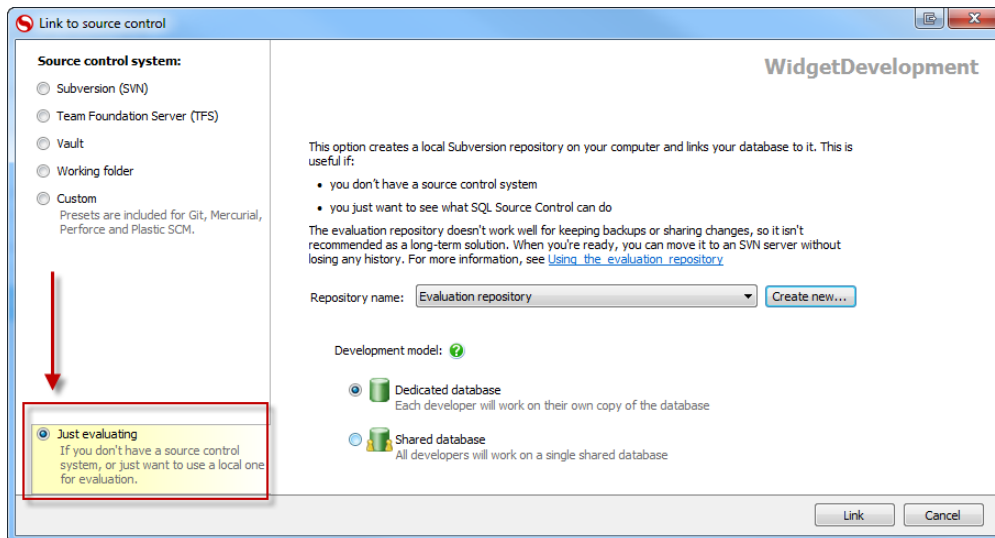 Link to source control
Source control system:
Subversion (SVN)
Team Foundation Server (TFS)
Vault
Working folder
Custom
Presets are included for Git, Mercurial,
Perforce and Plastic SCM.
Just evaluating
If you don't have a source control
system, or just want to use a local one
for evaluation.
WidgetDevelopment
This option creates a local Subversion repository on your computer and links your database to it. This is
useful if:
• you don't have a source control system
• you just want to see what SQL Source Control can do
The evaluation repository doesn't work well for keeping backups or sharing changes, so it isn't
recommended as a long-term solution. When you're ready, you can move it to an SVN server without
losing any history. For more information, see Using the evaluation repository
Repository name: Evaluation repository Create new...
Development model: ?
Dedicated database
Each developer will work on their own copy of the database
Shared database
All developers will work on a single shared database
Link Cancel